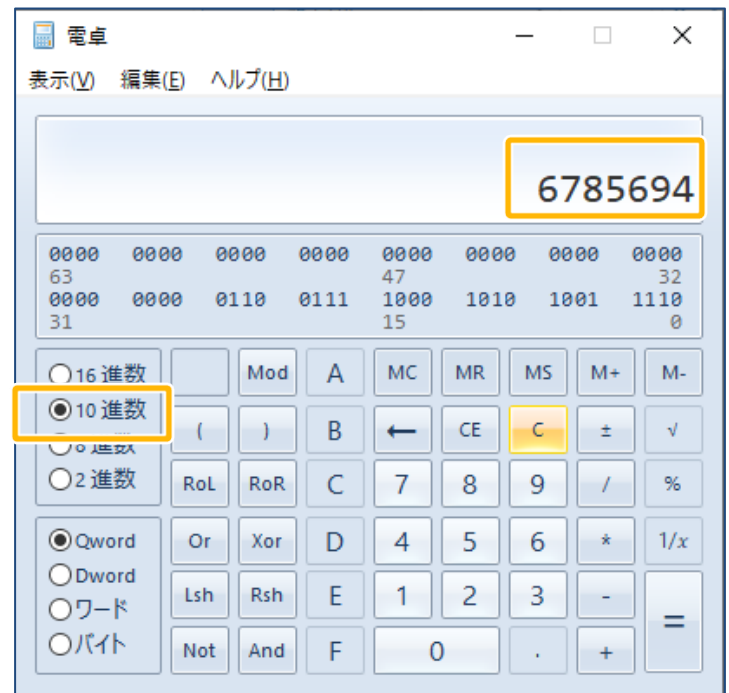 電卓
表示(V) 編集(E) ヘルプ(H)
6785694
0000 0000 0000 0000 0000 0000 0000 0000
63 47 32
0000 0000 0110 0111 1000 1010 1001 1110
31 15 0
16 進数 Mod A MC MR MS M+ M-
10 進数
( ) B ← CE C ± √
8 進数
2 進数 RoL RoR C 7 8 9 / %
Qword Or Xor D 4 5 6 * 1/x
Dword
Lsh Rsh E 1 2 3 - =
ワード
バイト Not And F 0 . +